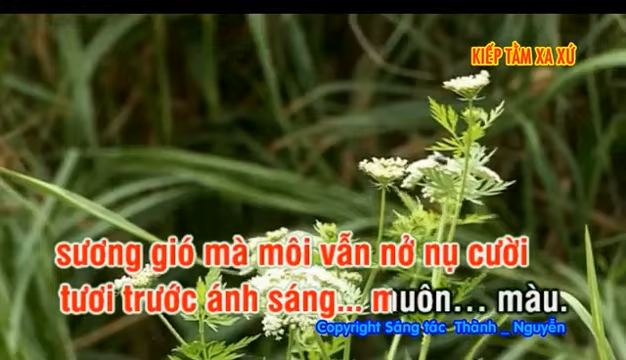 KIẾP TẰM XA XỨ
sương gió mà môi vẫn nở nụ cười
tươi trước ánh sáng... muôn... màu.
Copyright Sáng tác Thành _ Nguyễn